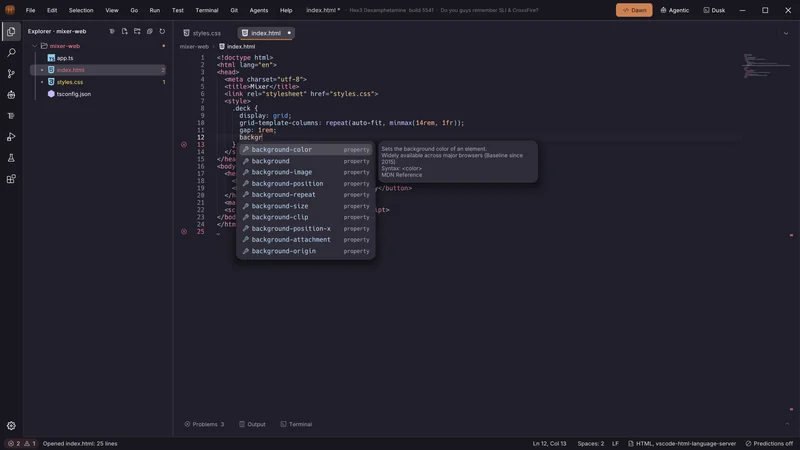 File Edit Selection View Go Run Test Terminal Git Agents Help index.html * Hex3 Dexamphetamine build 5541 - Do you guys remember SLI & CrossFire? Dawn Agentic Dusk
Explorer - mixer-web
mixer-web
app.ts
index.html 2
styles.css 1
tsconfig.json
styles.css index.html
mixer-web index.html
1 <!doctype html>
2 <html lang="en">
3 <head>
4 <meta charset="utf-8">
5 <title>Mixer</title>
6 <link rel="stylesheet" href="styles.css">
7 <style>
8 .deck {
9 display: grid;
10 grid-template-columns: repeat(auto-fit, minmax(14rem, 1fr));
11 gap: 1rem;
12 backgr
13 }
14 </s
15 </hea
16 <body
17 <he
18 <
19 < y</button>
20 </h
21 <ma
22 <sc ipt>
23 </body
24 </htm
25
background-color property
background property
background-image property
background-position property
background-repeat property
background-size property
background-clip property
background-position-x property
background-attachment property
background-origin property
Sets the background color of an element.
Widely available across major browsers (Baseline since
2015)
Syntax: <color>
MDN Reference
Problems 3 Output Terminal
2 1 Opened index.html: 25 lines Ln 12, Col 13 Spaces: 2 LF HTML, vscode-html-language-server Predictions off